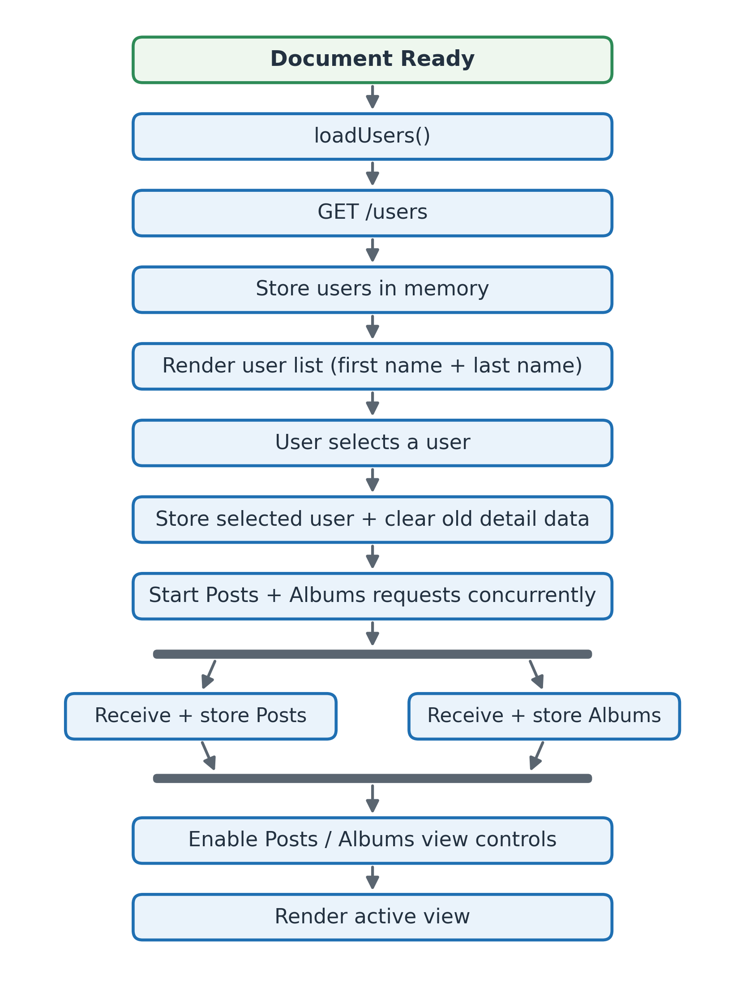 Document Ready
loadUsers()
GET /users
Store users in memory
Render user list (first name + last name)
User selects a user
Store selected user + clear old detail data
Start Posts + Albums requests concurrently
Receive + store Posts
Receive + store Albums
Enable Posts / Albums view controls
Render active view